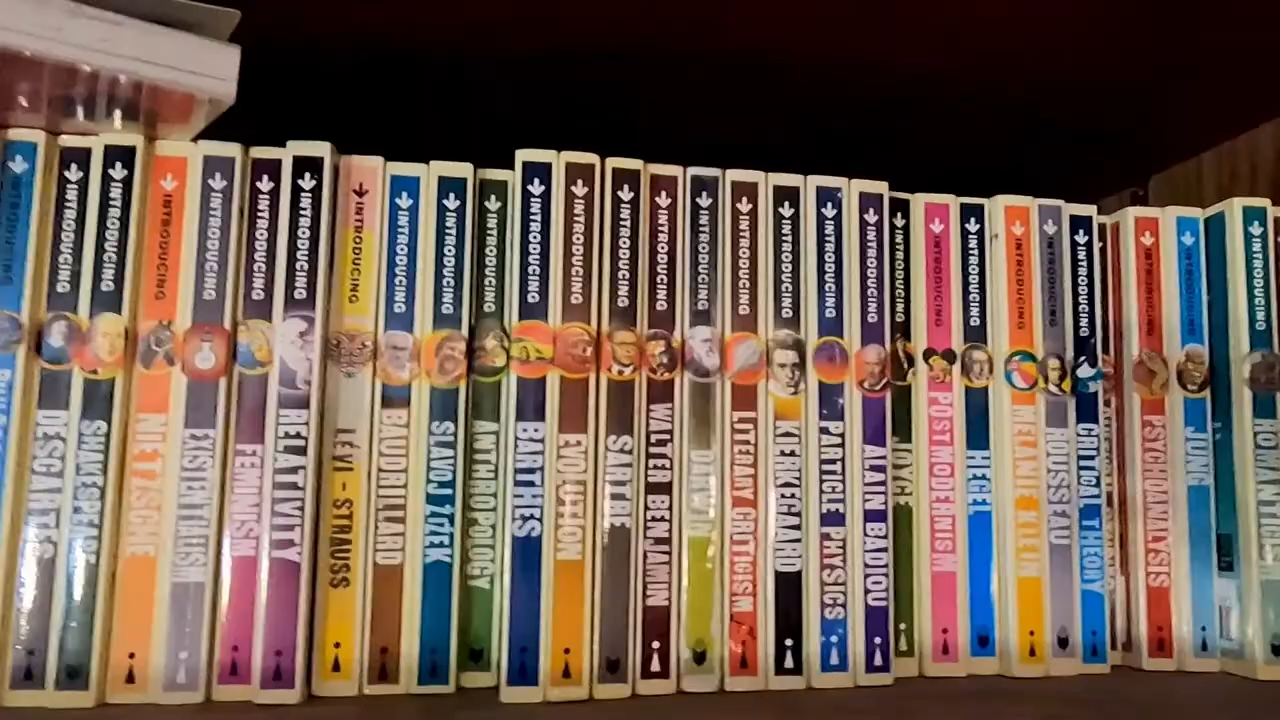 INTRODUCING
INTRODUCING DESCARTES
INTRODUCING SHAKESPEARE
INTRODUCING NIETZSCHE
INTRODUCING EXISTENTIALISM
INTRODUCING FEMINISM
INTRODUCING RELATIVITY
INTRODUCING LÉVI - STRAUSS
INTRODUCING BAUDRILLARD
INTRODUCING SLAVOJ ŽIŽEK
INTRODUCING ANTHROPOLOGY
INTRODUCING BARTHES
INTRODUCING EVOLUTION
INTRODUCING SARTRE
INTRODUCING WALTER BENJAMIN
INTRODUCING DARWIN
INTRODUCING LITERARY CRITICISM
INTRODUCING KIERKEGAARD
INTRODUCING PARTICLE PHYSICS
INTRODUCING ALAIN BADIOU
INTRODUCING JOYCE
INTRODUCING POSTMODERNISM
INTRODUCING HEGEL
INTRODUCING MELANIE KLEIN
INTRODUCING ROUSSEAU
INTRODUCING CRITICAL THEORY
INTRODUCING PSYCHOANALYSIS
INTRODUCING JUNG
INTRODUCING